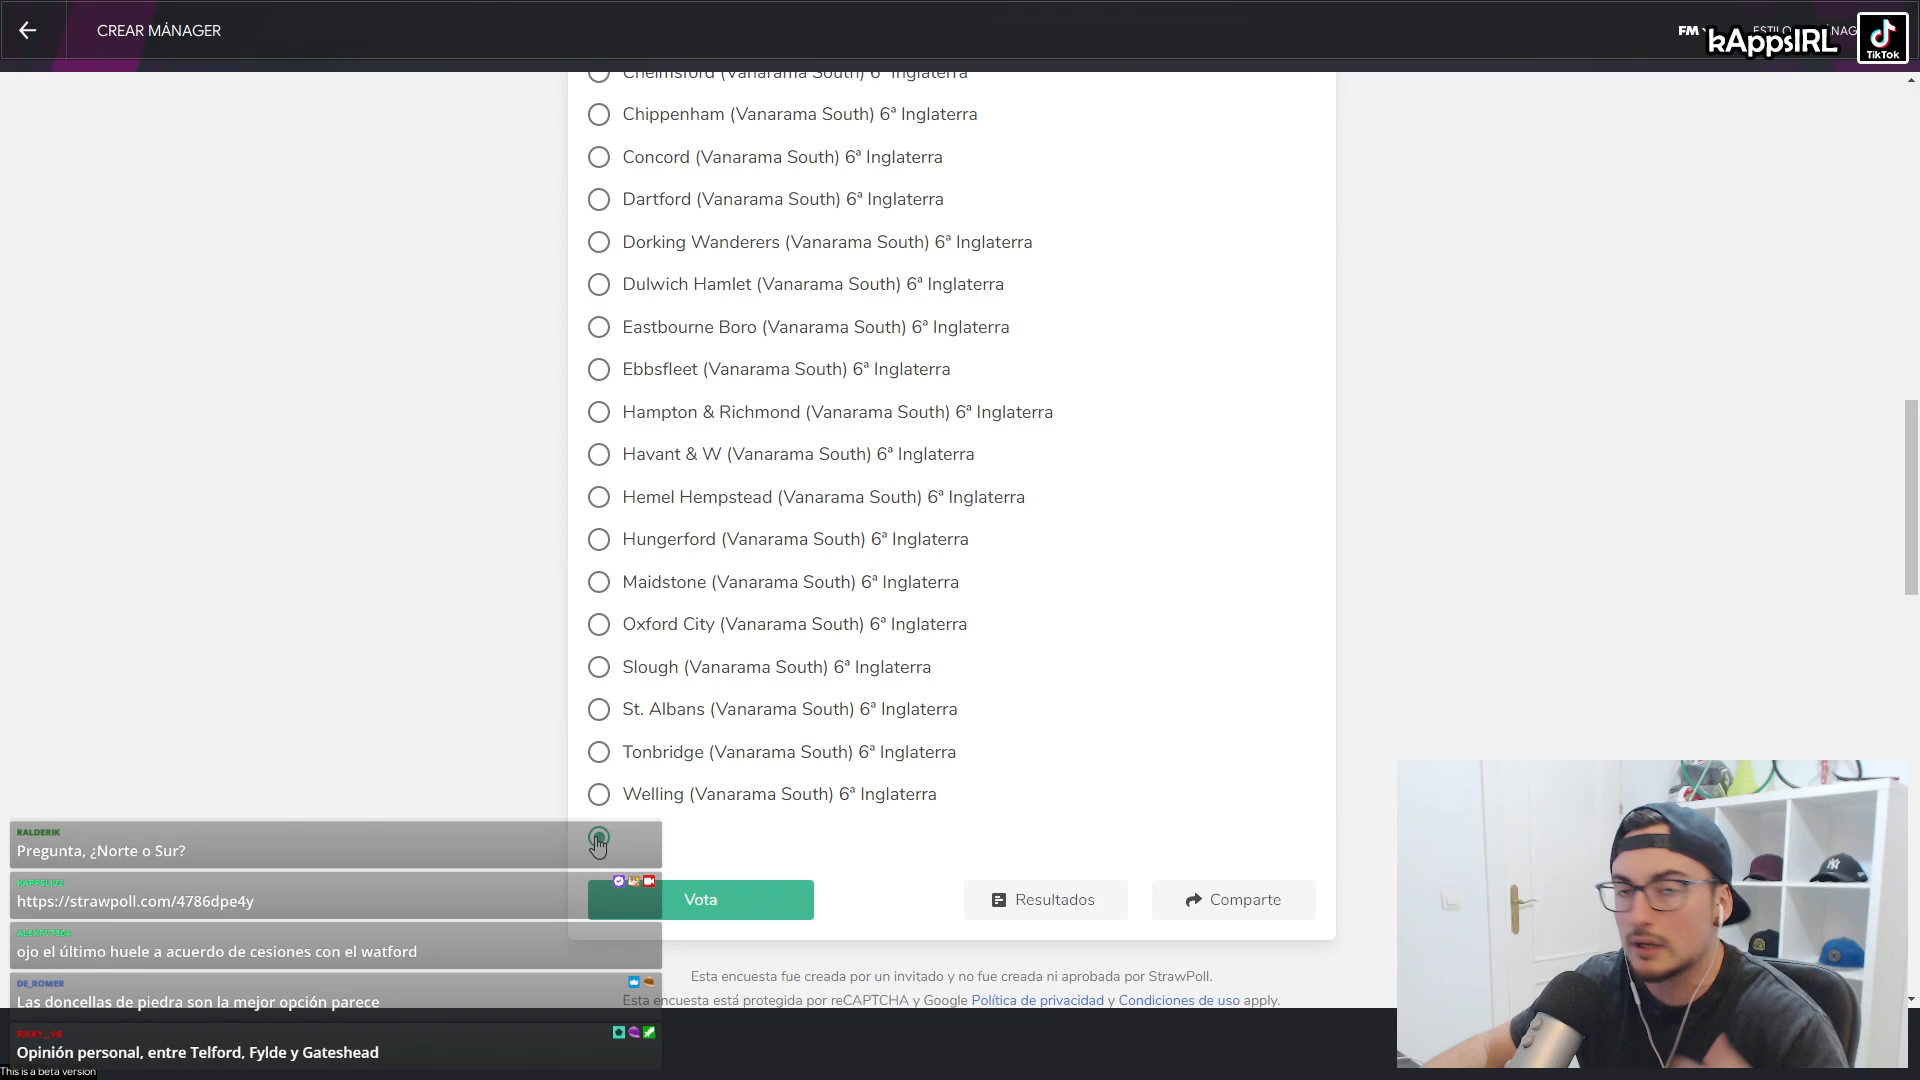 CREAR MÁNAGER
FM
ESTILO
kAppsIRL
TikTok
Chelmsford (Vanarama South) 6ª Inglaterra
Chippenham (Vanarama South) 6ª Inglaterra
Concord (Vanarama South) 6ª Inglaterra
Dartford (Vanarama South) 6ª Inglaterra
Dorking Wanderers (Vanarama South) 6ª Inglaterra
Dulwich Hamlet (Vanarama South) 6ª Inglaterra
Eastbourne Boro (Vanarama South) 6ª Inglaterra
Ebbsfleet (Vanarama South) 6ª Inglaterra
Hampton & Richmond (Vanarama South) 6ª Inglaterra
Havant & W (Vanarama South) 6ª Inglaterra
Hemel Hempstead (Vanarama South) 6ª Inglaterra
Hungerford (Vanarama South) 6ª Inglaterra
Maidstone (Vanarama South) 6ª Inglaterra
Oxford City (Vanarama South) 6ª Inglaterra
Slough (Vanarama South) 6ª Inglaterra
St. Albans (Vanarama South) 6ª Inglaterra
Tonbridge (Vanarama South) 6ª Inglaterra
Welling (Vanarama South) 6ª Inglaterra
Vota
Resultados
Comparte
Esta encuesta fue creada por un invitado y no fue creada ni aprobada por StrawPoll.
Esta encuesta está protegida por reCAPTCHA y Google Política de privacidad y Condiciones de uso apply.
RALDERIK
Pregunta, ¿Norte o Sur?
KAPPSLIVE
https://strawpoll.com/4786dpe4y
ojo el último huele a acuerdo de cesiones con el watford
DE_ROMER
Las doncellas de piedra son la mejor opción parece
Opinión personal, entre Telford, Fylde y Gateshead
This is a beta version